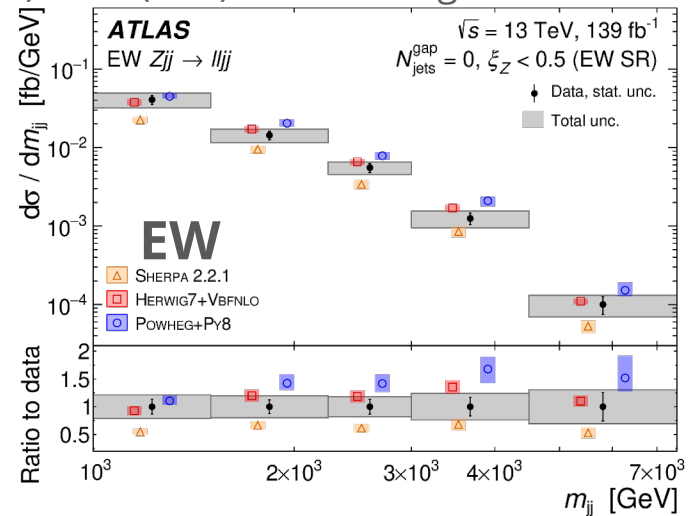 ATLAS
EW Zjj → lljj
√s = 13 TeV, 139 fb⁻¹
N_jets^gap = 0, ξ_Z < 0.5 (EW SR)
Data, stat. unc.
Total unc.
EW
SHERPA 2.2.1
HERWIG7+VBFNLO
POWHEG+PY8
dσ / dm_jj [fb/GeV]
10⁻¹
10⁻²
10⁻³
10⁻⁴
Ratio to data
2
1.5
1
0.5
10³
2×10³
3×10³
4×10³
7×10³
m_jj [GeV]